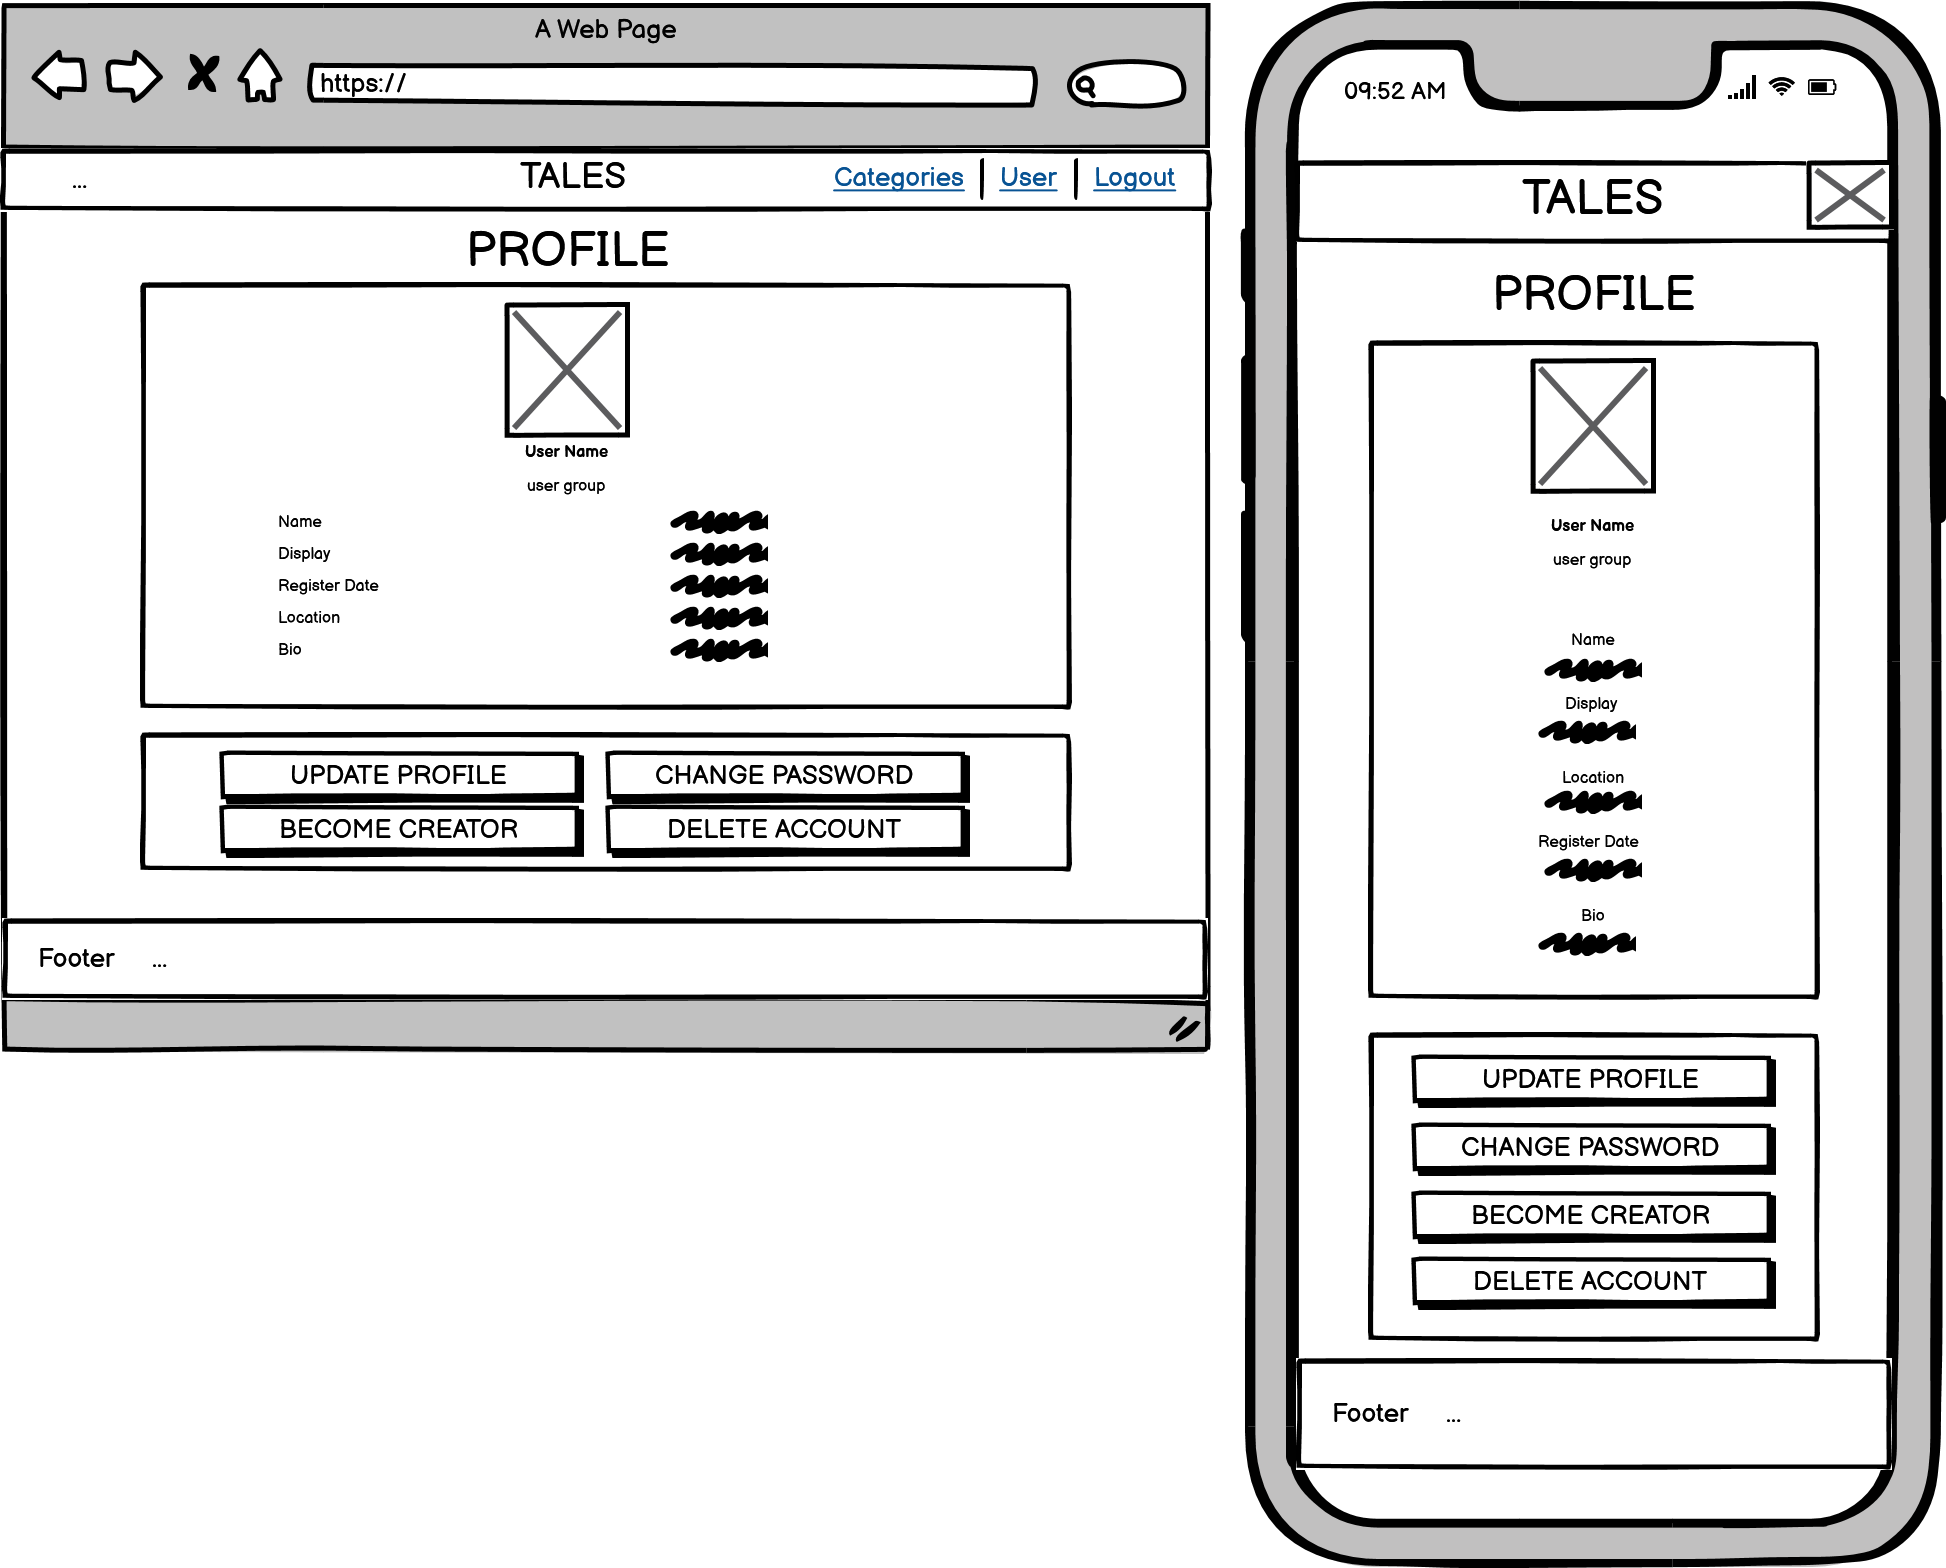 A Web Page
https://
... TALES Categories User Logout
PROFILE
User Name
user group
Name
Display
Register Date
Location
Bio
UPDATE PROFILE CHANGE PASSWORD
BECOME CREATOR DELETE ACCOUNT
Footer ...
09:52 AM
TALES
PROFILE
User Name
user group
Name
Display
Location
Register Date
Bio
UPDATE PROFILE
CHANGE PASSWORD
BECOME CREATOR
DELETE ACCOUNT
Footer ...